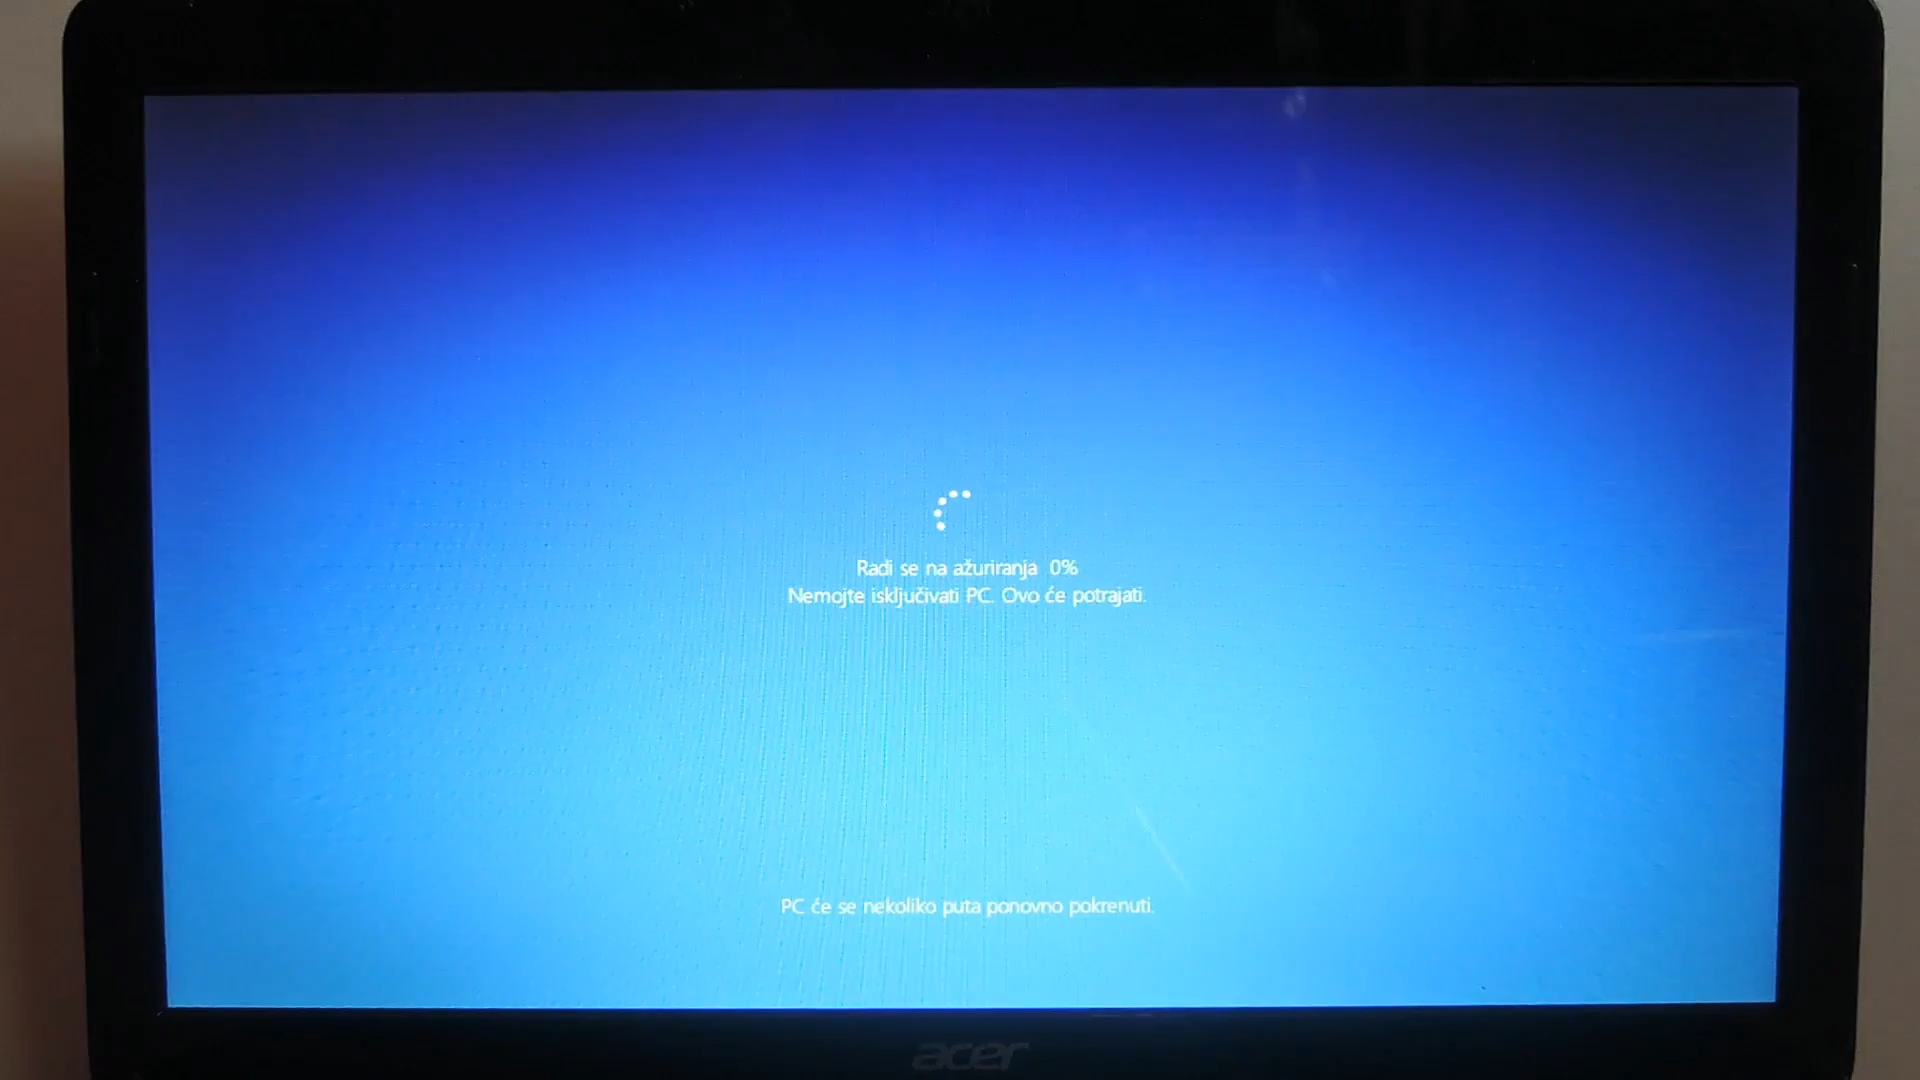 Radi se na ažuriranja 0%
Nemojte isključivati PC. Ovo će potrajati.
PC će se nekoliko puta ponovno pokrenuti.
acer